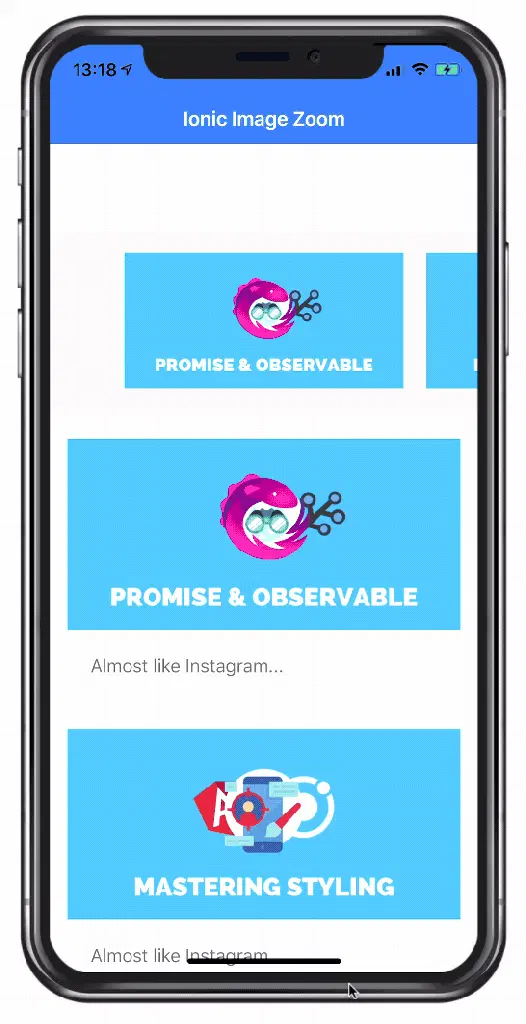 13:18
Ionic Image Zoom
PROMISE & OBSERVABLE
PROMISE & OBSERVABLE
Almost like Instagram...
MASTERING STYLING
Almost like Instagram